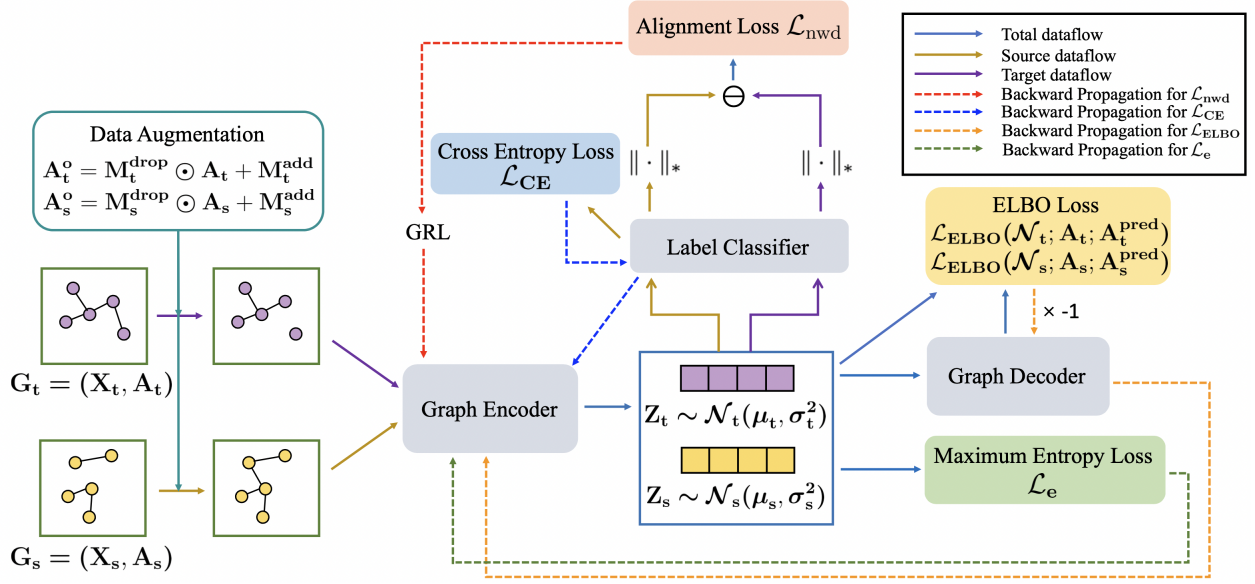 Alignment Loss 𝓛nwd
Total dataflow
Source dataflow
Target dataflow
Backward Propagation for 𝓛nwd
Backward Propagation for 𝓛CE
Backward Propagation for 𝓛ELBO
Backward Propagation for 𝓛e
Data Augmentation
A_t^o = M_t^drop ⊙ A_t + M_t^add
A_s^o = M_s^drop ⊙ A_s + M_s^add
Cross Entropy Loss
𝓛CE
‖·‖*
‖·‖*
GRL
Label Classifier
ELBO Loss
𝓛ELBO(𝒩t; At; A_t^pred)
𝓛ELBO(𝒩s; As; A_s^pred)
× -1
Gt = (Xt, At)
Graph Encoder
Zt ∼ 𝒩t(μt, σ_t^2)
Graph Decoder
Zs ∼ 𝒩s(μs, σ_s^2)
Maximum Entropy Loss
𝓛e
Gs = (Xs, As)